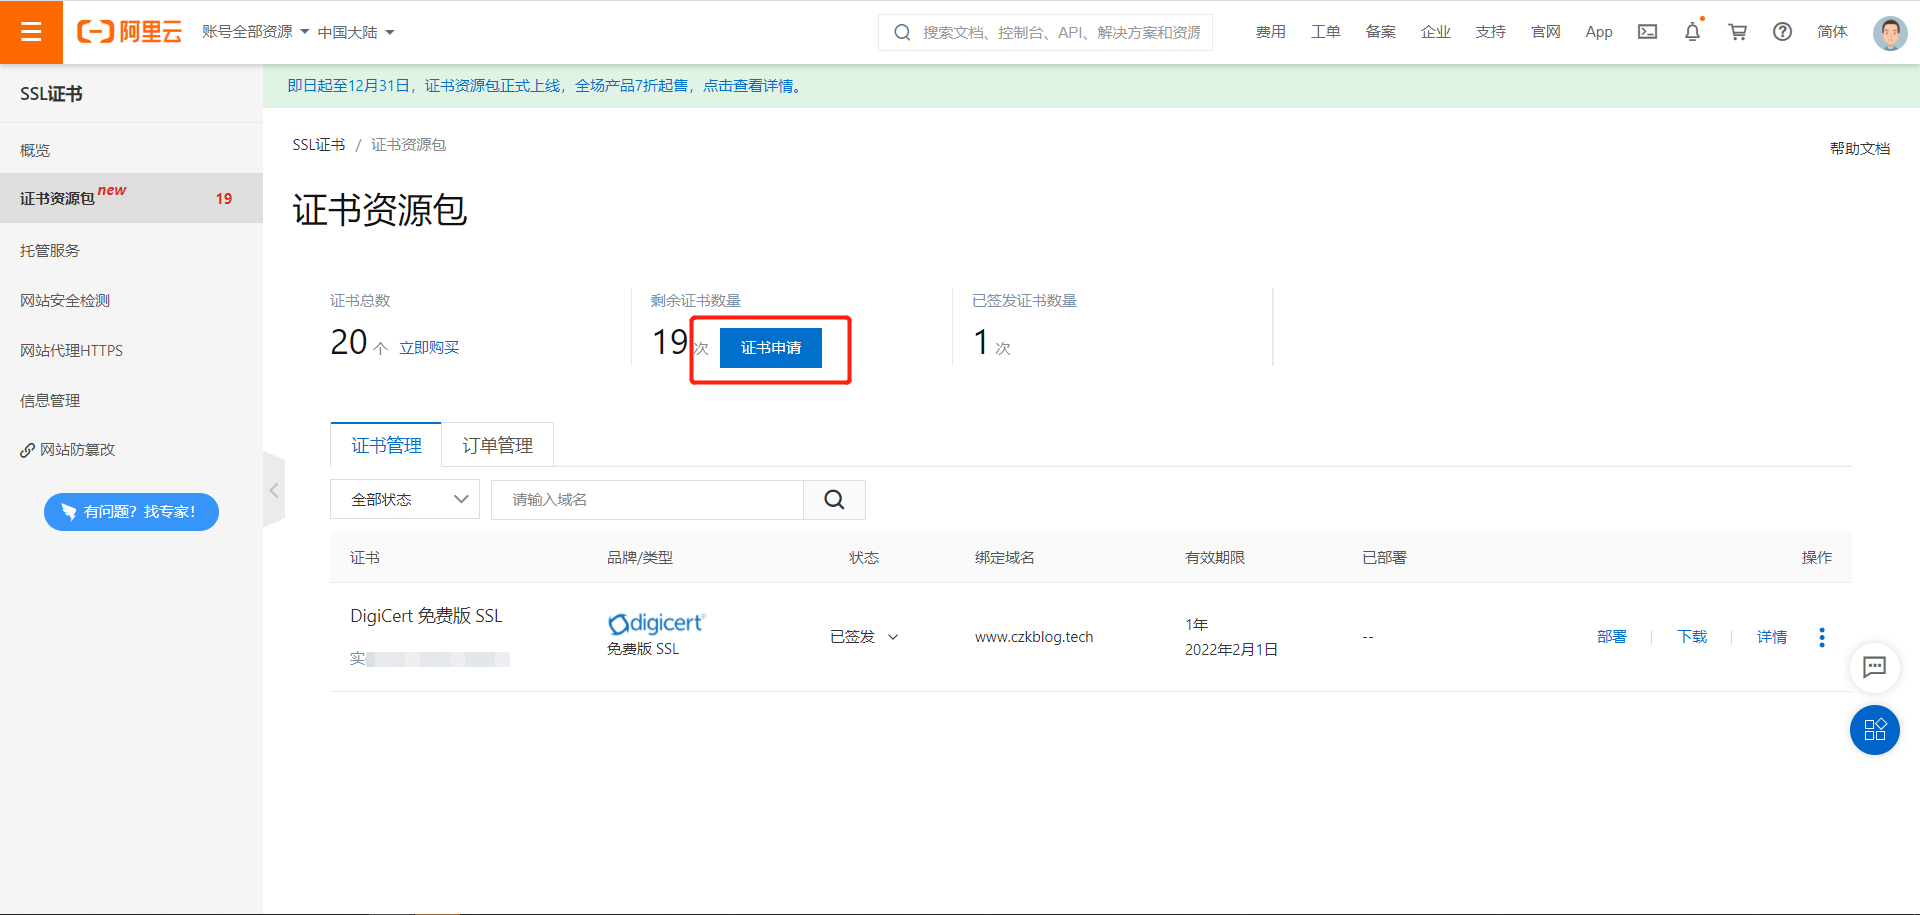 阿里云 账号全部资源 中国大陆 搜索文档、控制台、API、解决方案和资源 费用 工单 备案 企业 支持 官网 App 简体
SSL证书
概览
证书资源包 new 19
托管服务
网站安全检测
网站代理HTTPS
信息管理
网站防篡改
有问题？找专家！
即日起至12月31日，证书资源包正式上线，全场产品7折起售，点击查看详情。
SSL证书 / 证书资源包
帮助文档
证书资源包
证书总数 剩余证书数量 已签发证书数量
20 个 立即购买 19 次 证书申请 1 次
证书管理 订单管理
全部状态 请输入域名
证书 品牌/类型 状态 绑定域名 有效期限 已部署 操作
DigiCert 免费版 SSL
实
digicert
免费版 SSL
已签发
www.czkblog.tech
1年
2022年2月1日
--
部署 下载 详情